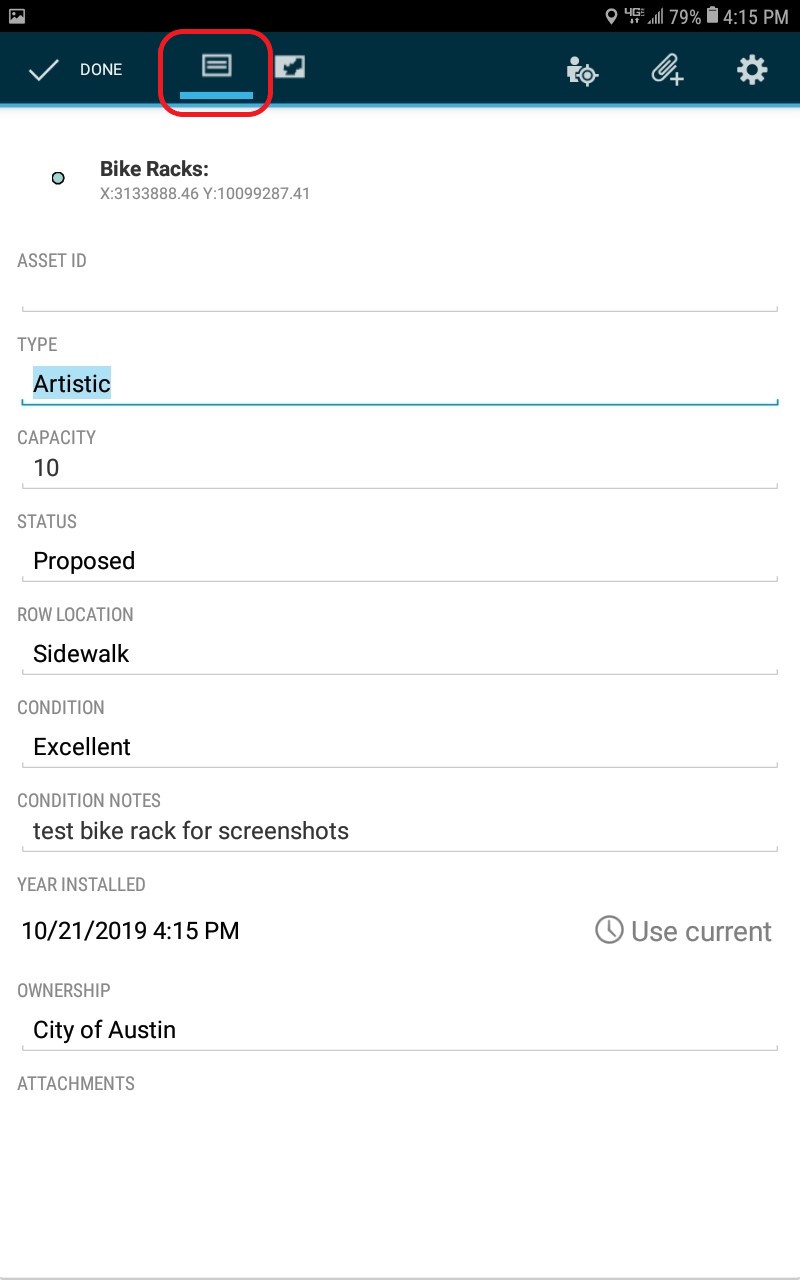 4GE 79% 4:15 PM
DONE
Bike Racks:
X:3133888.46 Y:10099287.41
ASSET ID
TYPE
Artistic
CAPACITY
10
STATUS
Proposed
ROW LOCATION
Sidewalk
CONDITION
Excellent
CONDITION NOTES
test bike rack for screenshots
YEAR INSTALLED
10/21/2019 4:15 PM Use current
OWNERSHIP
City of Austin
ATTACHMENTS